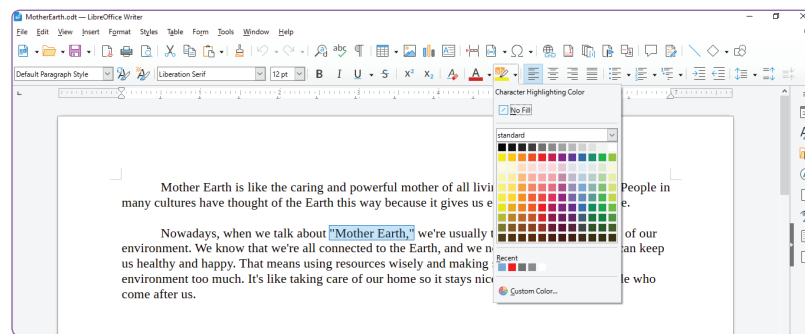 MotherEarth.odt — LibreOffice Writer
File Edit View Insert Format Styles Table Form Tools Window Help
Default Paragraph Style Liberation Serif 12 pt B I U S X² X₂ A A
Character Highlighting Color
No Fill
standard
Recent
Custom Color...
Mother Earth is like the caring and powerful mother of all livi People in
many cultures have thought of the Earth this way because it gives us e e.
Nowadays, when we talk about "Mother Earth," we're usually t of our
environment. We know that we're all connected to the Earth, and we n can keep
us healthy and happy. That means using resources wisely and making
environment too much. It's like taking care of our home so it stays nice le who
come after us.